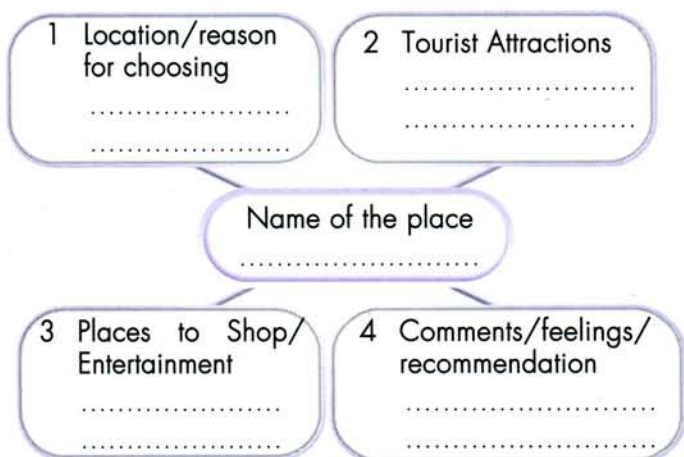 1 Location/reason
for choosing
........................
........................
2 Tourist Attractions
............................
............................
Name of the place
............................
3 Places to Shop/
Entertainment
........................
........................
4 Comments/feelings/
recommendation
..............................
..............................